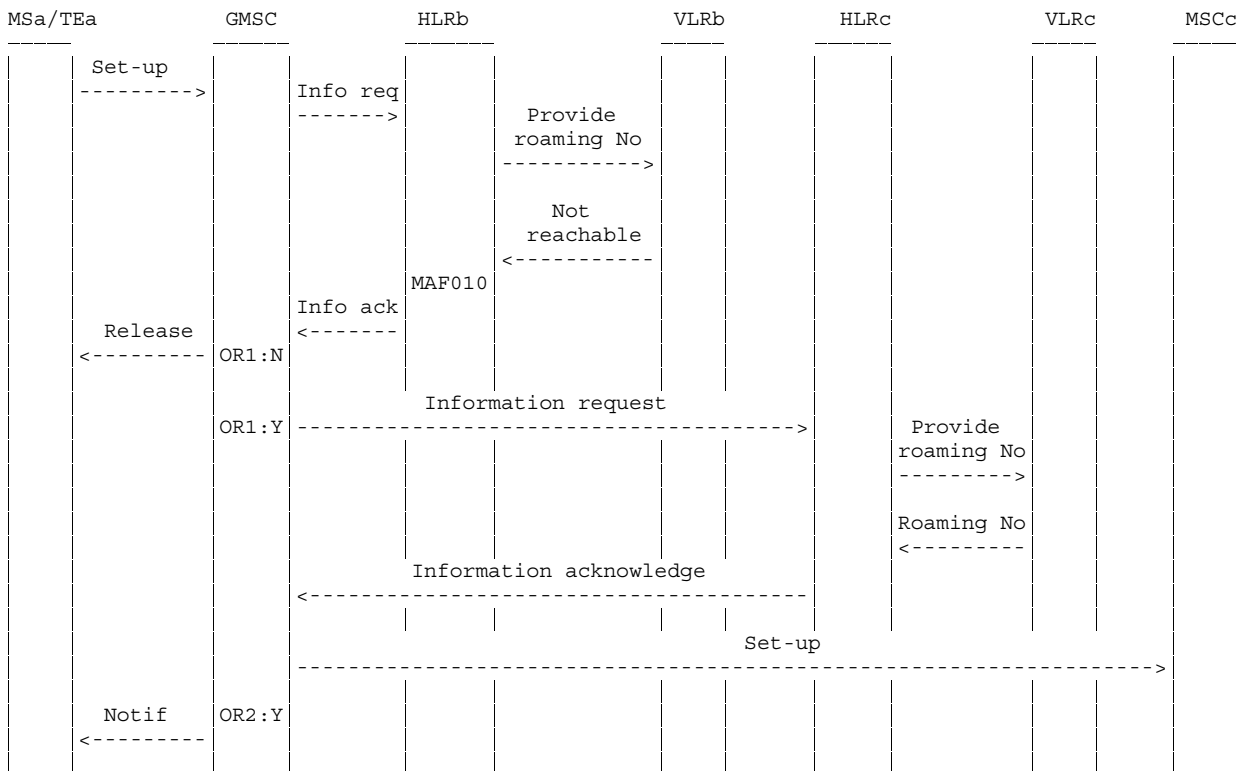 MSa/TEa GMSC HLRb VLRb HLRc VLRc MSCc
Set-up
--------->
Info req
------->
Provide
roaming No
----------->
Not
reachable
<-----------
MAF010
Info ack
Release <-------
<--------- OR1:N
Information request
OR1:Y ---------------------------------------> Provide
roaming No
--------->
Roaming No
<---------
Information acknowledge
<---------------------------------------
Set-up
------------------------------------------------------------------->
Notif OR2:Y
<---------